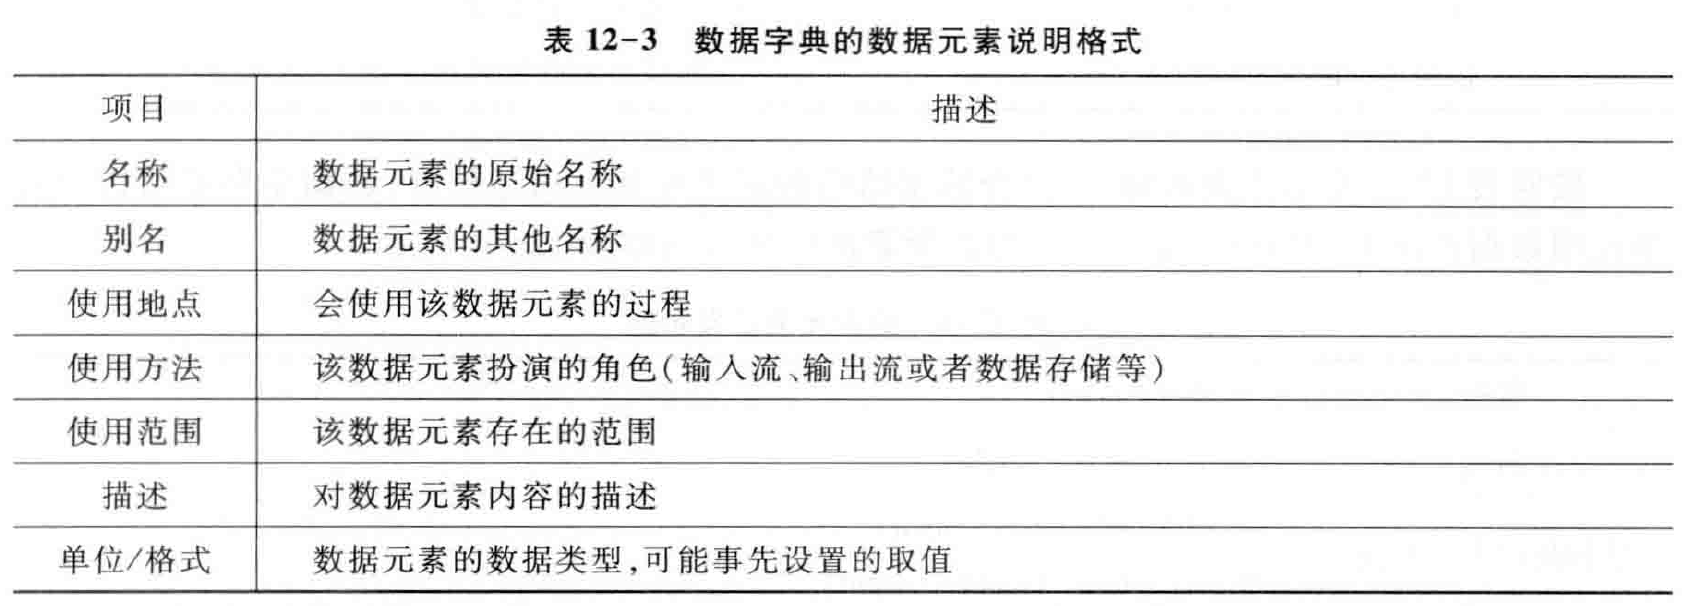 表 12-3 数据字典的数据元素说明格式
项目 描述
名称 数据元素的原始名称
别名 数据元素的其他名称
使用地点 会使用该数据元素的过程
使用方法 该数据元素扮演的角色(输入流、输出流或者数据存储等)
使用范围 该数据元素存在的范围
描述 对数据元素内容的描述
单位/格式 数据元素的数据类型,可能事先设置的取值